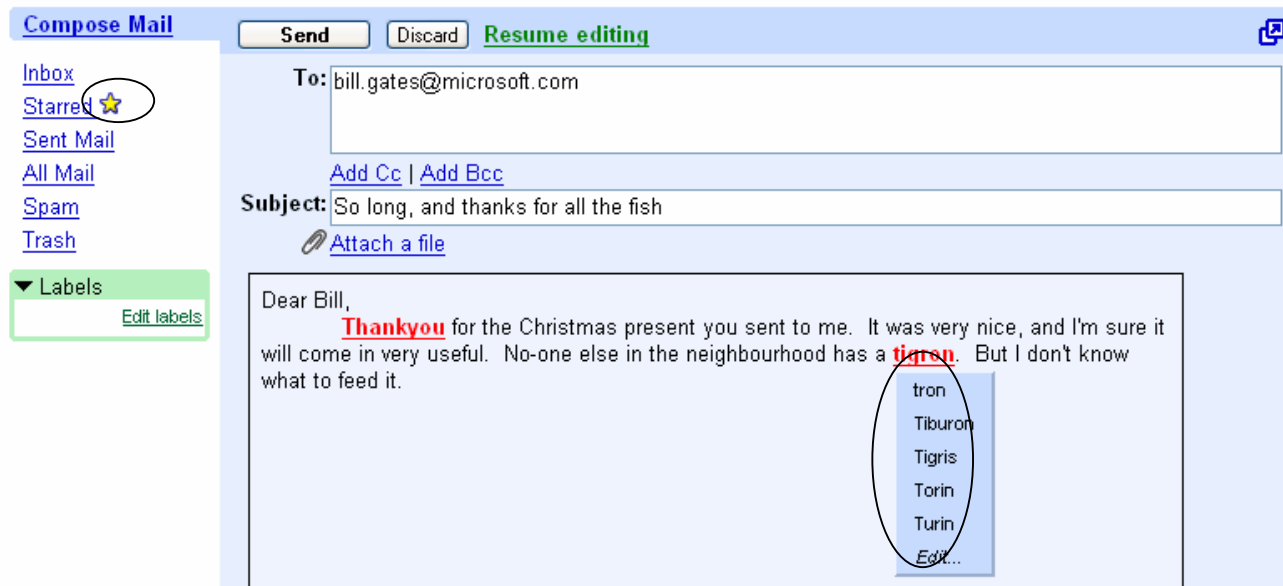 Compose Mail
Send Discard Resume editing
Inbox
Starred
Sent Mail
All Mail
Spam
Trash
Labels
Edit labels
To: bill.gates@microsoft.com
Add Cc | Add Bcc
Subject: So long, and thanks for all the fish
Attach a file
Dear Bill,
Thankyou for the Christmas present you sent to me. It was very nice, and I'm sure it
will come in very useful. No-one else in the neighbourhood has a tigron. But I don't know
what to feed it.
tron
Tiburon
Tigris
Torin
Turin
Edit...